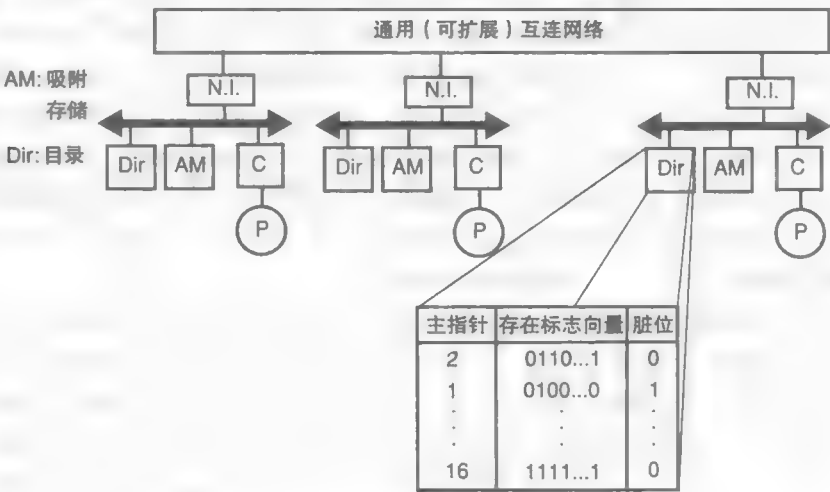 通用（可扩展）互连网络
AM: 吸附
存储
Dir: 目录
N.I.
N.I.
N.I.
Dir
AM
C
Dir
AM
C
Dir
AM
C
P
P
P
主指针 存在标志向量 脏位
2 0110...1 0
1 0100...0 1
. . .
. . .
16 1111...1 0